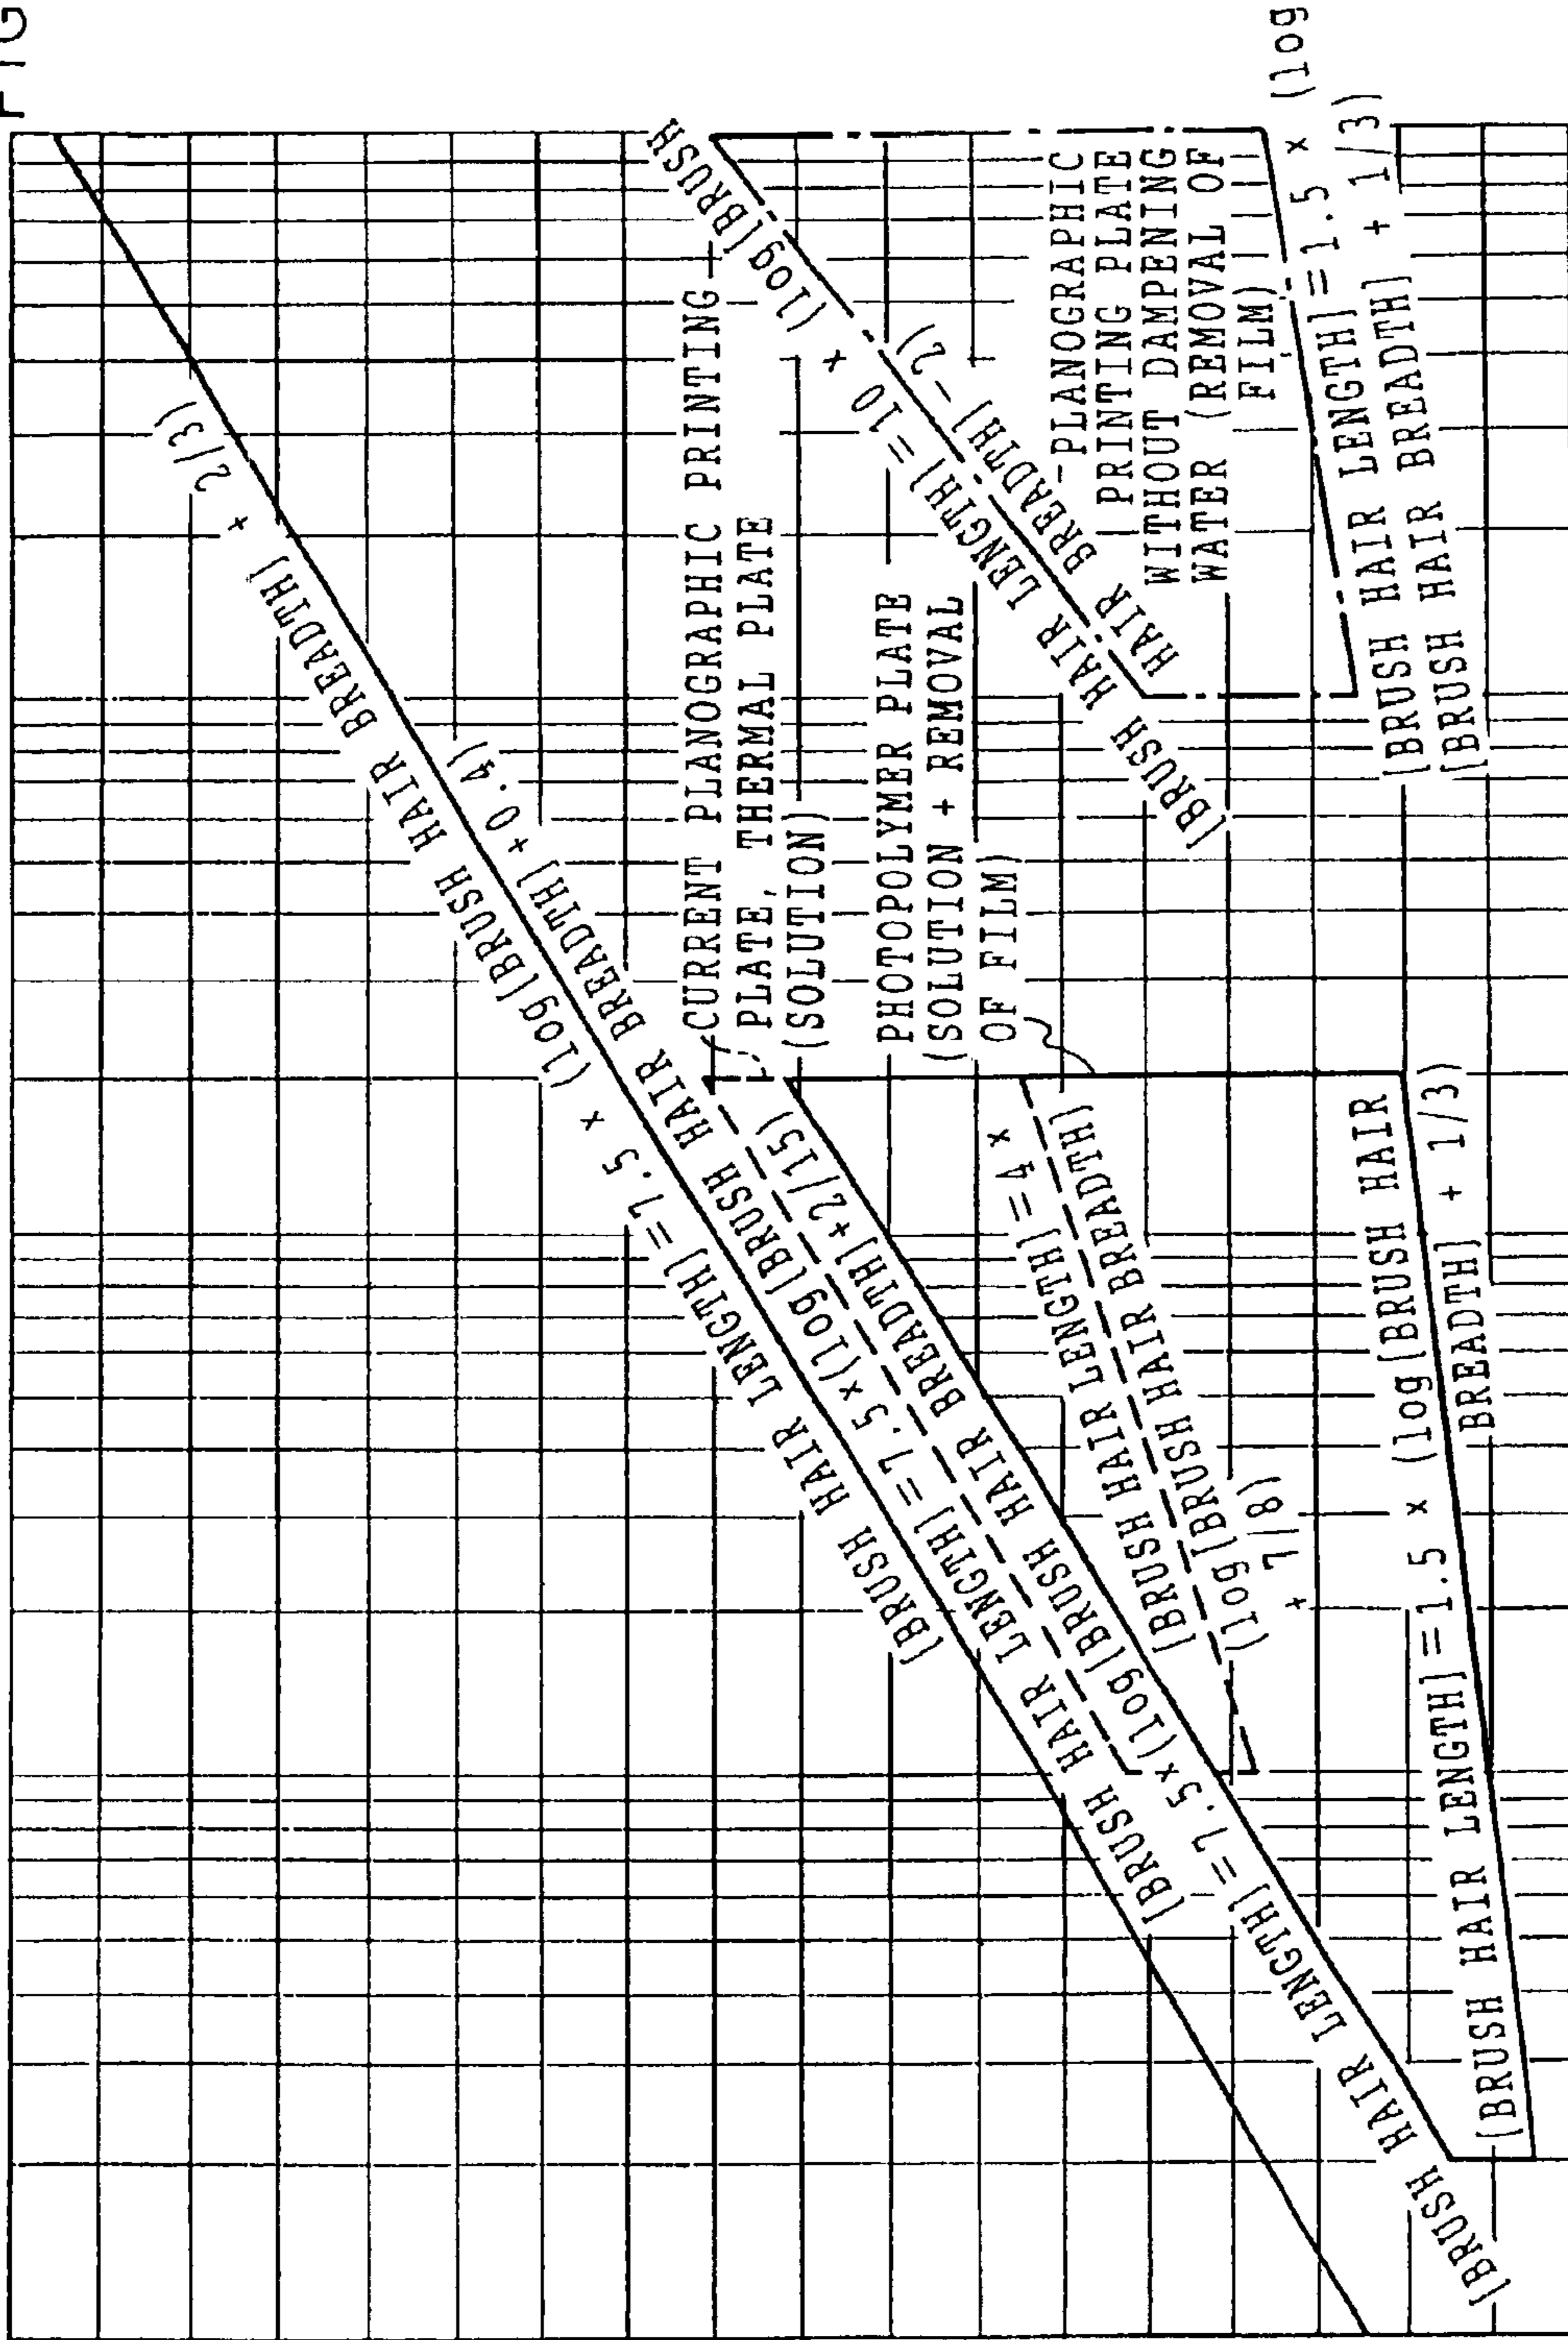 FIG
[BRUSH HAIR LENGTH]=7.5 × (log[BRUSH HAIR BREADTH] + 2/3)
[BRUSH HAIR LENGTH]=7.5×(log[BRUSH HAIR BREADTH]+0.4)
[BRUSH HAIR LENGTH]=7.5×(log[BRUSH HAIR BREADTH]+2/15)
CURRENT PLANOGRAPHIC PRINTING
PLATE, THERMAL PLATE
(SOLUTION)
PHOTOPOLYMER PLATE
(SOLUTION + REMOVAL
OF FILM)
[BRUSH HAIR LENGTH]=4×
(log[BRUSH HAIR BREADTH]
+ 7/8)
[BRUSH HAIR LENGTH]=10 × (log[BRUSH
HAIR BREADTH]-2)
PLANOGRAPHIC
PRINTING PLATE
WITHOUT DAMPENING
WATER (REMOVAL OF
FILM)
[BRUSH HAIR LENGTH]=1.5 × (log
[BRUSH HAIR BREADTH] + 1/3)
[BRUSH HAIR LENGTH]=1.5 × (log[BRUSH HAIR
BREADTH] + 1/3)